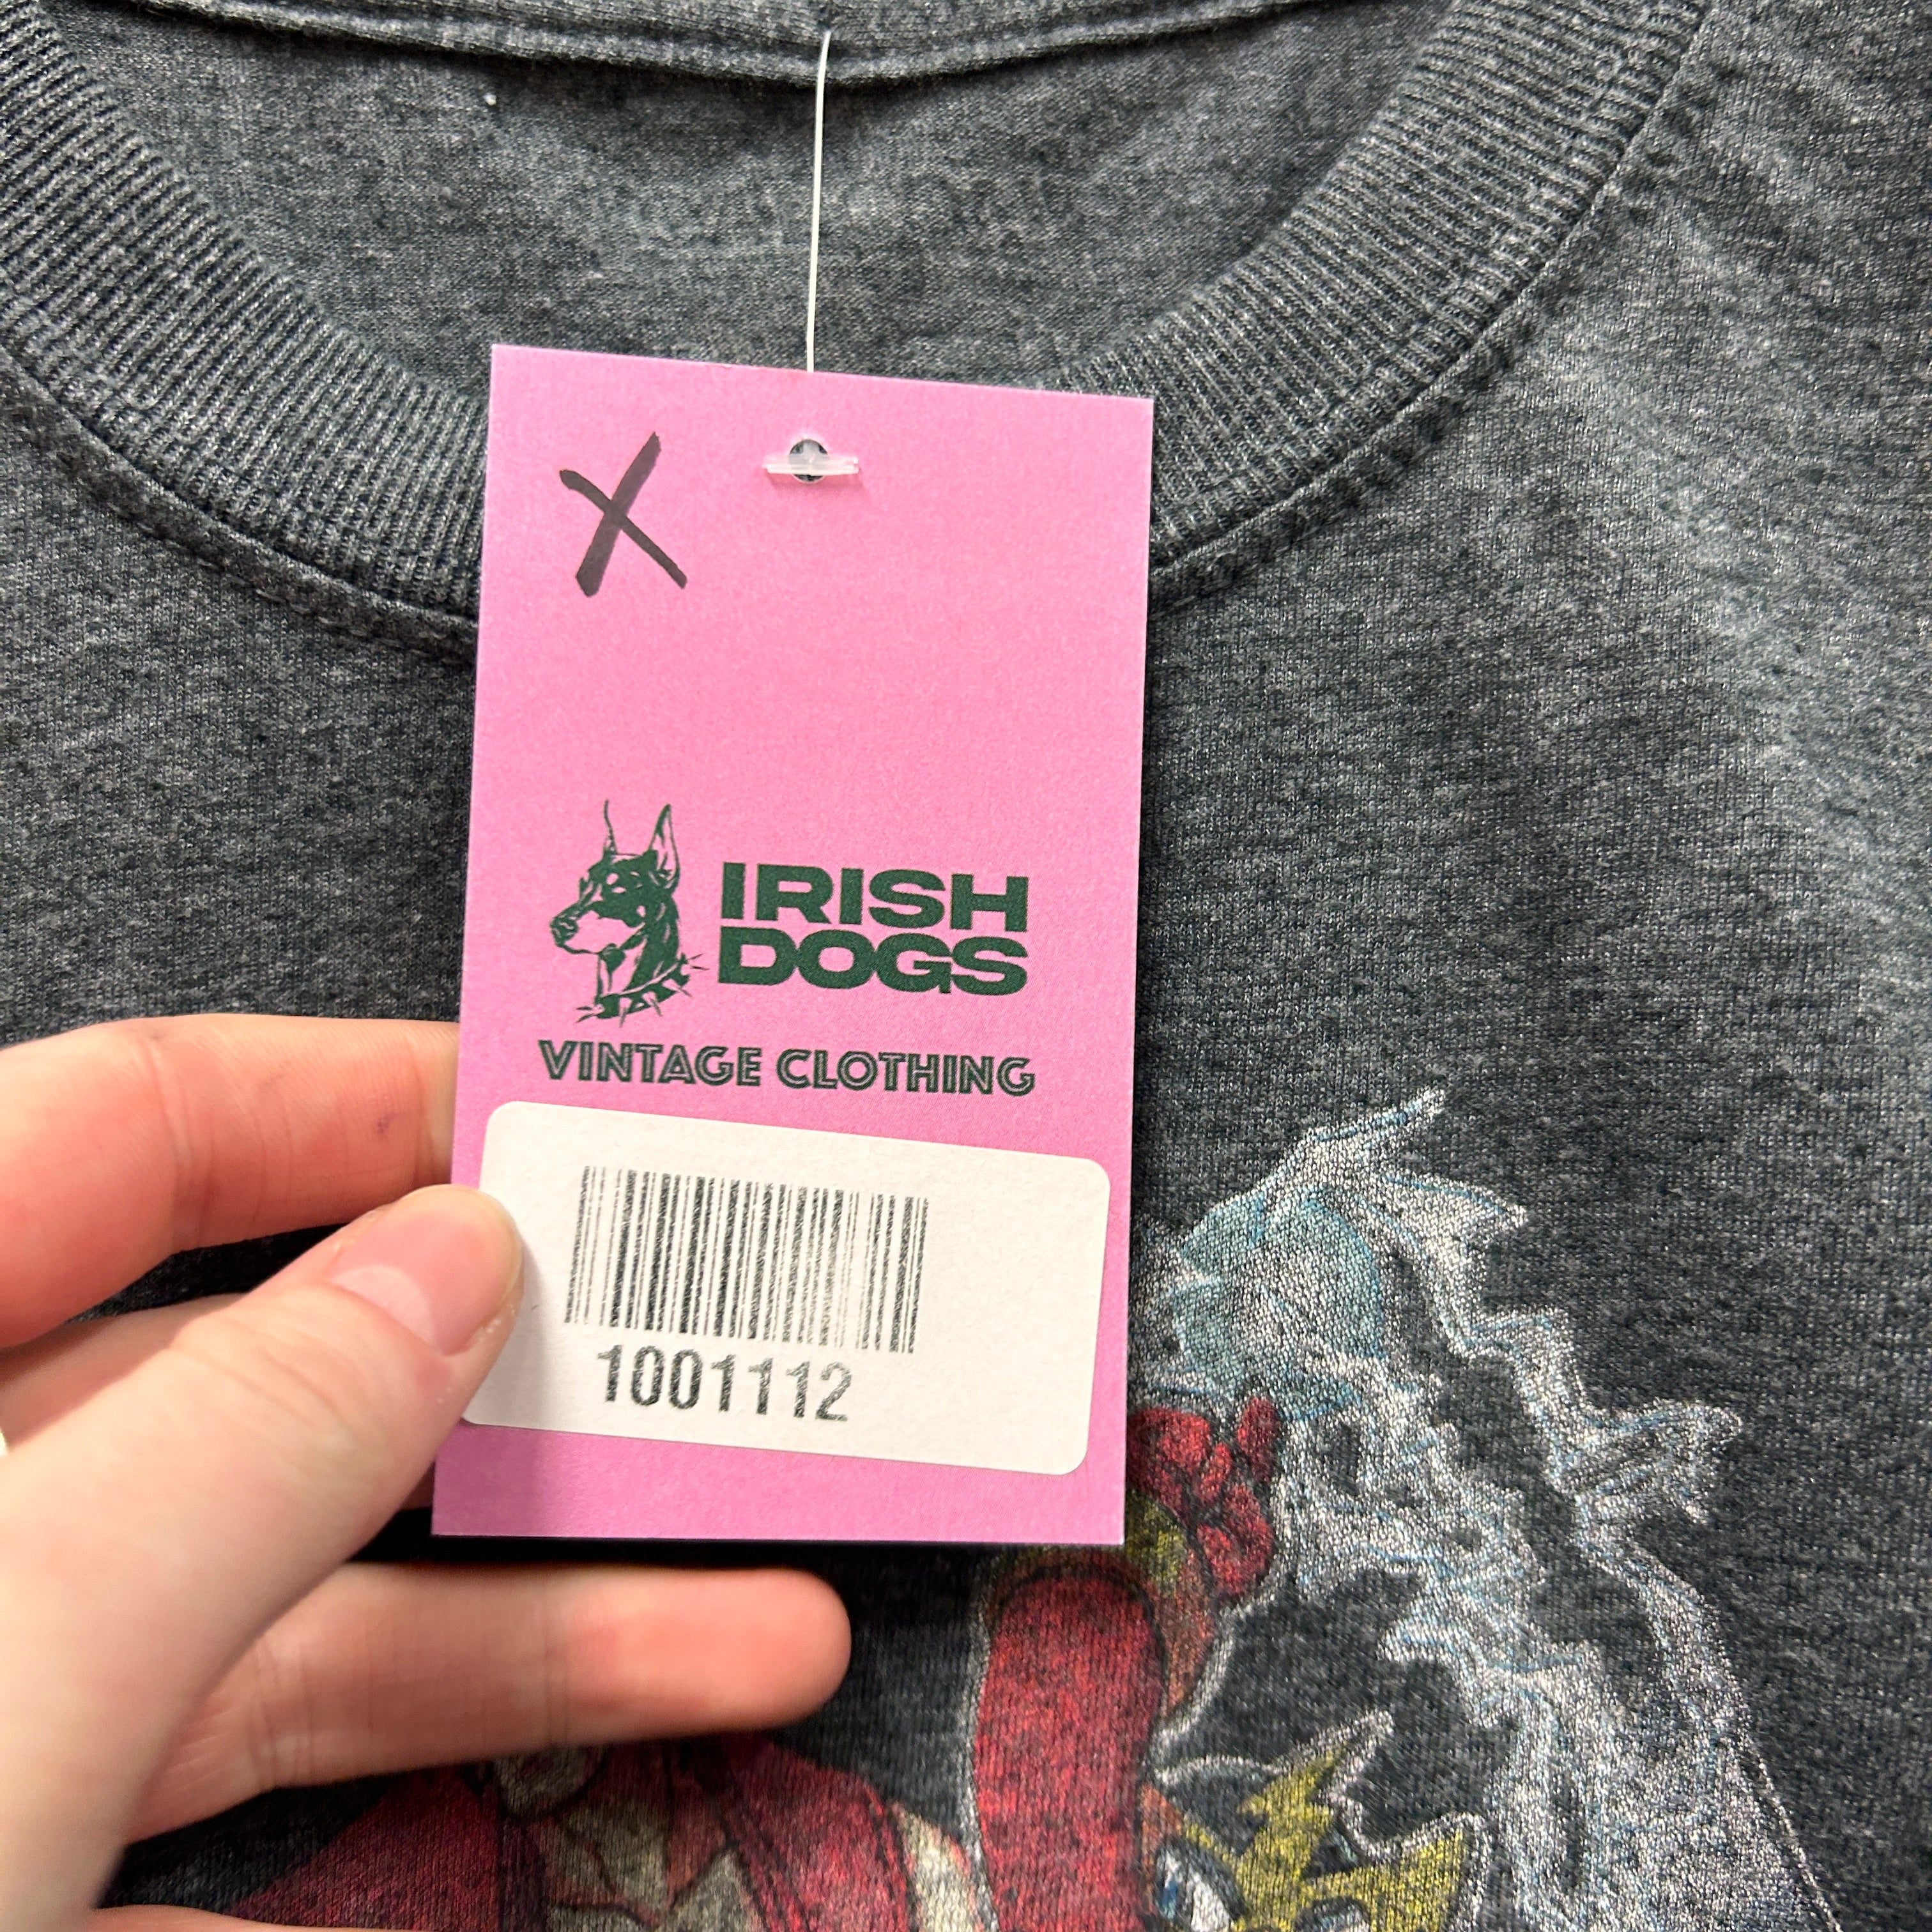 X
IRISH
DOGS
VINTAGE CLOTHING
1001112